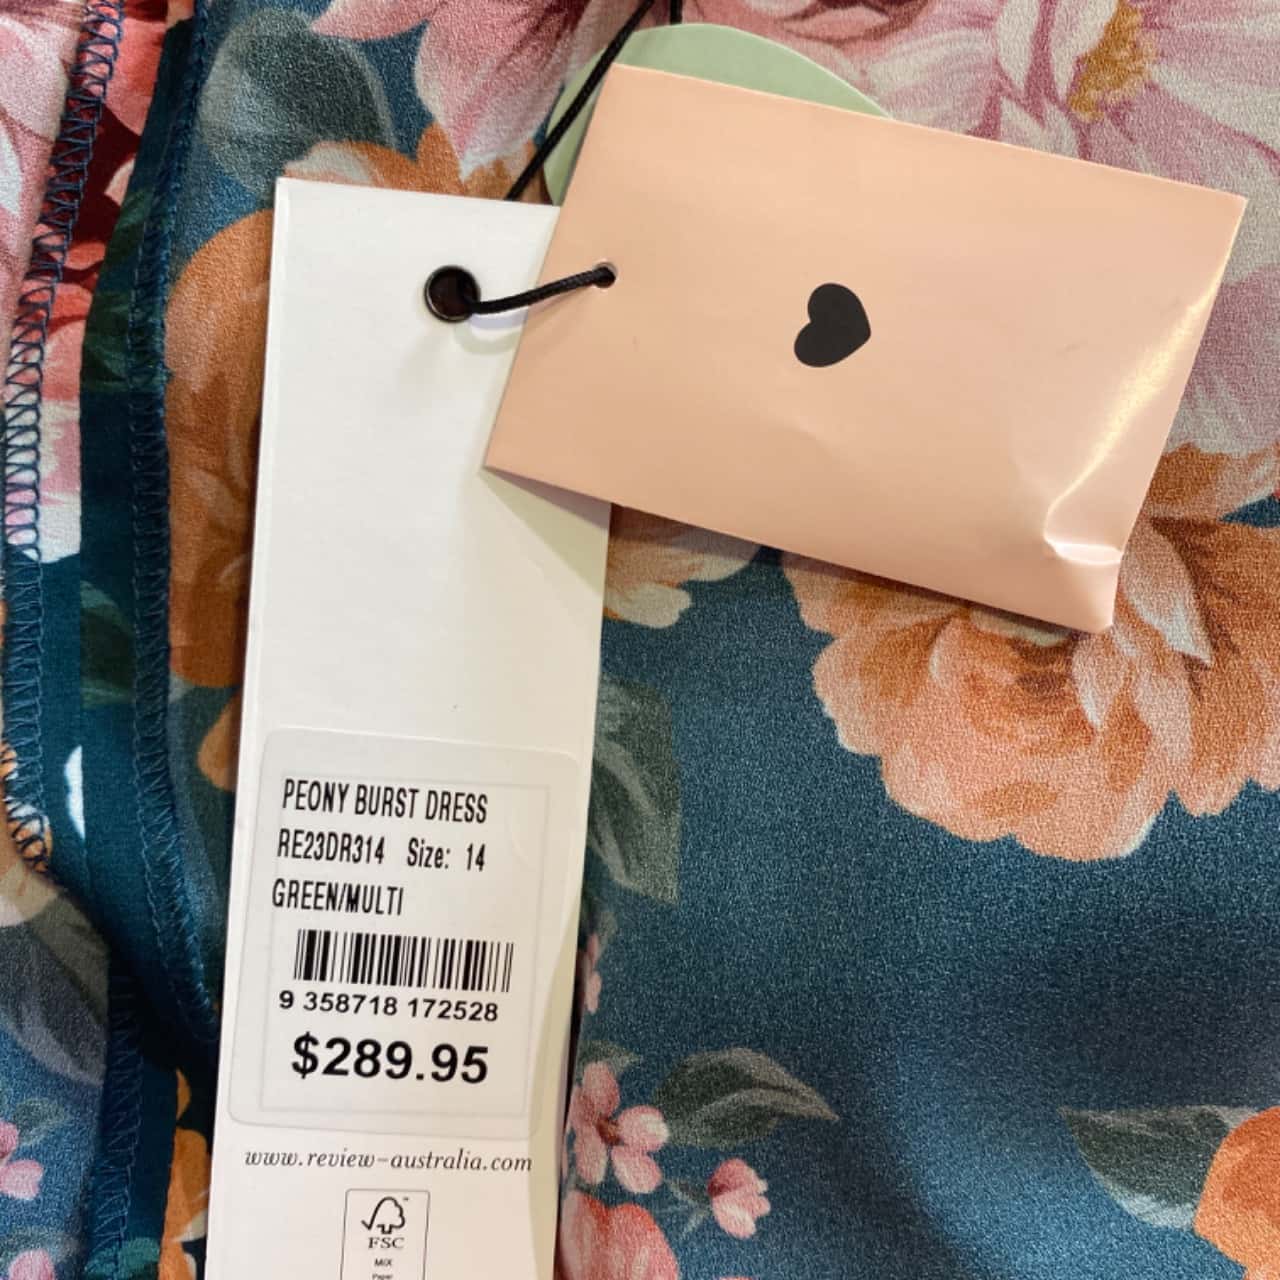 PEONY BURST DRESS
RE23DR314 Size: 14
GREEN/MULTI
9 358718 172528
$289.95
www.review-australia.com
FSC
MIX
Paper